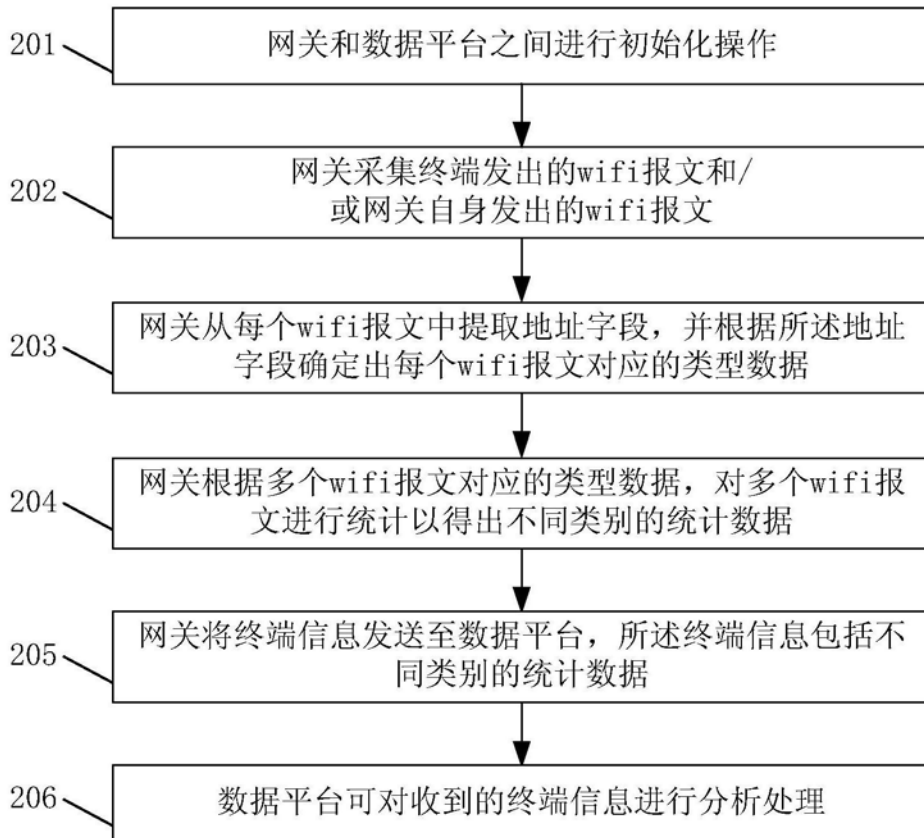 201
网关和数据平台之间进行初始化操作
202
网关采集终端发出的wifi报文和/
或网关自身发出的wifi报文
203
网关从每个wifi报文中提取地址字段，并根据所述地址
字段确定出每个wifi报文对应的类型数据
204
网关根据多个wifi报文对应的类型数据，对多个wifi报
文进行统计以得出不同类别的统计数据
205
网关将终端信息发送至数据平台，所述终端信息包括不
同类别的统计数据
206
数据平台可对收到的终端信息进行分析处理